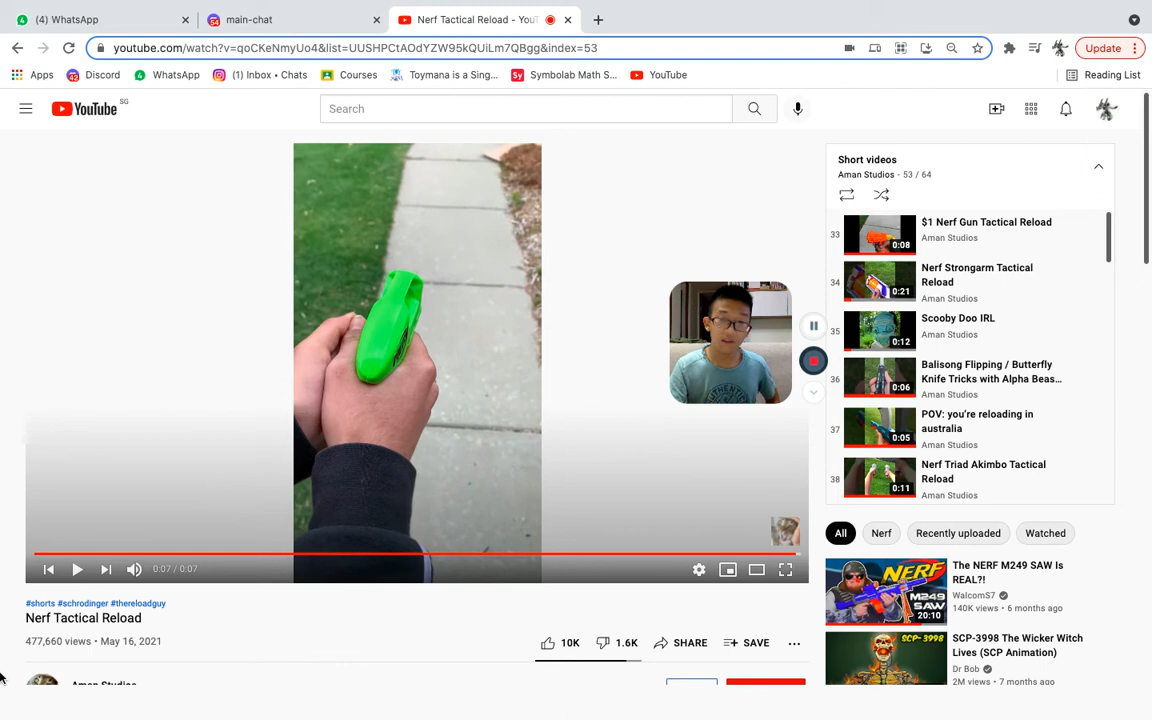 (4) WhatsApp
main-chat
Nerf Tactical Reload - You
youtube.com/watch?v=qoCKeNmyUo4&list=UUSHPCtAOdYZW95kQUiLm7QBgg&index=53
Update
Apps
Discord
WhatsApp
(1) Inbox • Chats
Courses
Toymana is a Sing...
Symbolab Math S...
YouTube
Reading List
YouTube SG
Search
Short videos
Aman Studios - 53 / 64
33
$1 Nerf Gun Tactical Reload
Aman Studios
0:08
34
Nerf Strongarm Tactical
Reload
Aman Studios
0:21
35
Scooby Doo IRL
Aman Studios
0:12
36
Balisong Flipping / Butterfly
Knife Tricks with Alpha Beas...
Aman Studios
0:06
37
POV: you're reloading in
australia
Aman Studios
0:05
38
Nerf Triad Akimbo Tactical
Reload
Aman Studios
0:11
All
Nerf
Recently uploaded
Watched
0:07 / 0:07
#shorts #schrodinger #thereloadguy
Nerf Tactical Reload
477,660 views • May 16, 2021
10K
1.6K
SHARE
SAVE
Aman Studios
NERF
M249
SAW
20:10
The NERF M249 SAW Is
REAL?!
WalcomS7
140K views • 6 months ago
SCP-3998
SCP-3998 The Wicker Witch
Lives (SCP Animation)
Dr Bob
2M views • 7 months ago